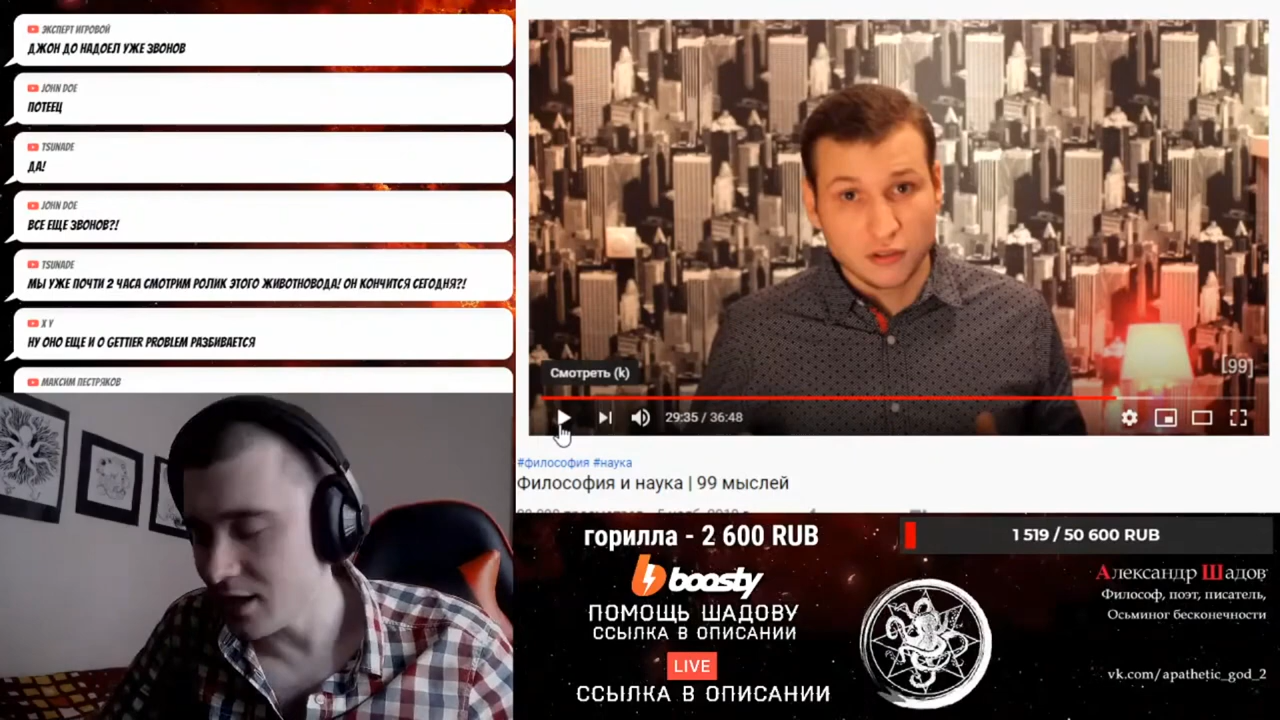 ЭКСПЕРТ ИГРОВОЙ
ДЖОН ДО НАДОЕЛ УЖЕ ЗВОНОВ
JOHN DOE
ПОТЕЕЦ
TSUNADE
ДА!
JOHN DOE
ВСЕ ЕЩЕ ЗВОНОВ?!
TSUNADE
МЫ УЖЕ ПОЧТИ 2 ЧАСА СМОТРИМ РОЛИК ЭТОГО ЖИВОТНОВОДА! ОН КОНЧИТСЯ СЕГОДНЯ?!
X Y
НУ ОНО ЕЩЕ И О GETTIER PROBLEM РАЗБИВАЕТСЯ
МАКСИМ ПЕСТРЯКОВ
[99]
Смотреть (k)
29:35 / 36:48
#философия #наука
Философия и наука | 99 мыслей
горилла - 2 600 RUB
boosty
ПОМОЩЬ ШАДОВУ
ССЫЛКА В ОПИСАНИИ
LIVE
ССЫЛКА В ОПИСАНИИ
1 519 / 50 600 RUB
Александр Шадов
Философ, поэт, писатель,
Осьминог бесконечности
vk.com/apathetic_god_2